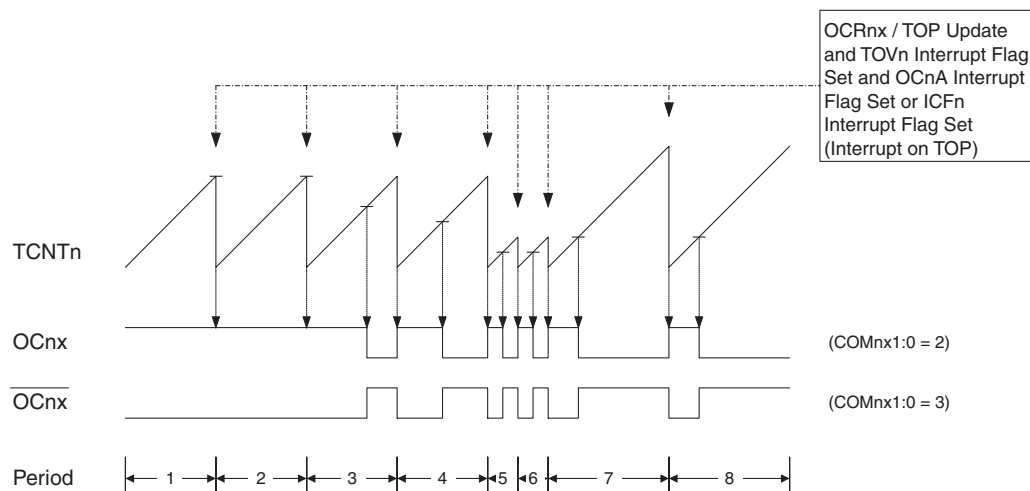 OCRnx / TOP Update
and TOVn Interrupt Flag
Set and OCnA Interrupt
Flag Set or ICFn
Interrupt Flag Set
(Interrupt on TOP)
TCNTn
OCnx (COMnx1:0 = 2)
OCnx (COMnx1:0 = 3)
Period 1 2 3 4 5 6 7 8